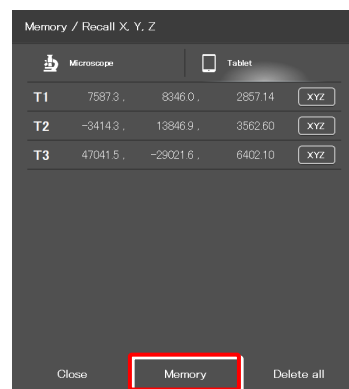 Memory / Recall X, Y, Z
Microscope Tablet
T1 7587.3 , 8346.0 , 2857.14 XYZ
T2 -3414.3 , 13846.9 , 3562.60 XYZ
T3 47041.5 , -29021.6 , 6402.10 XYZ
Close Memory Delete all